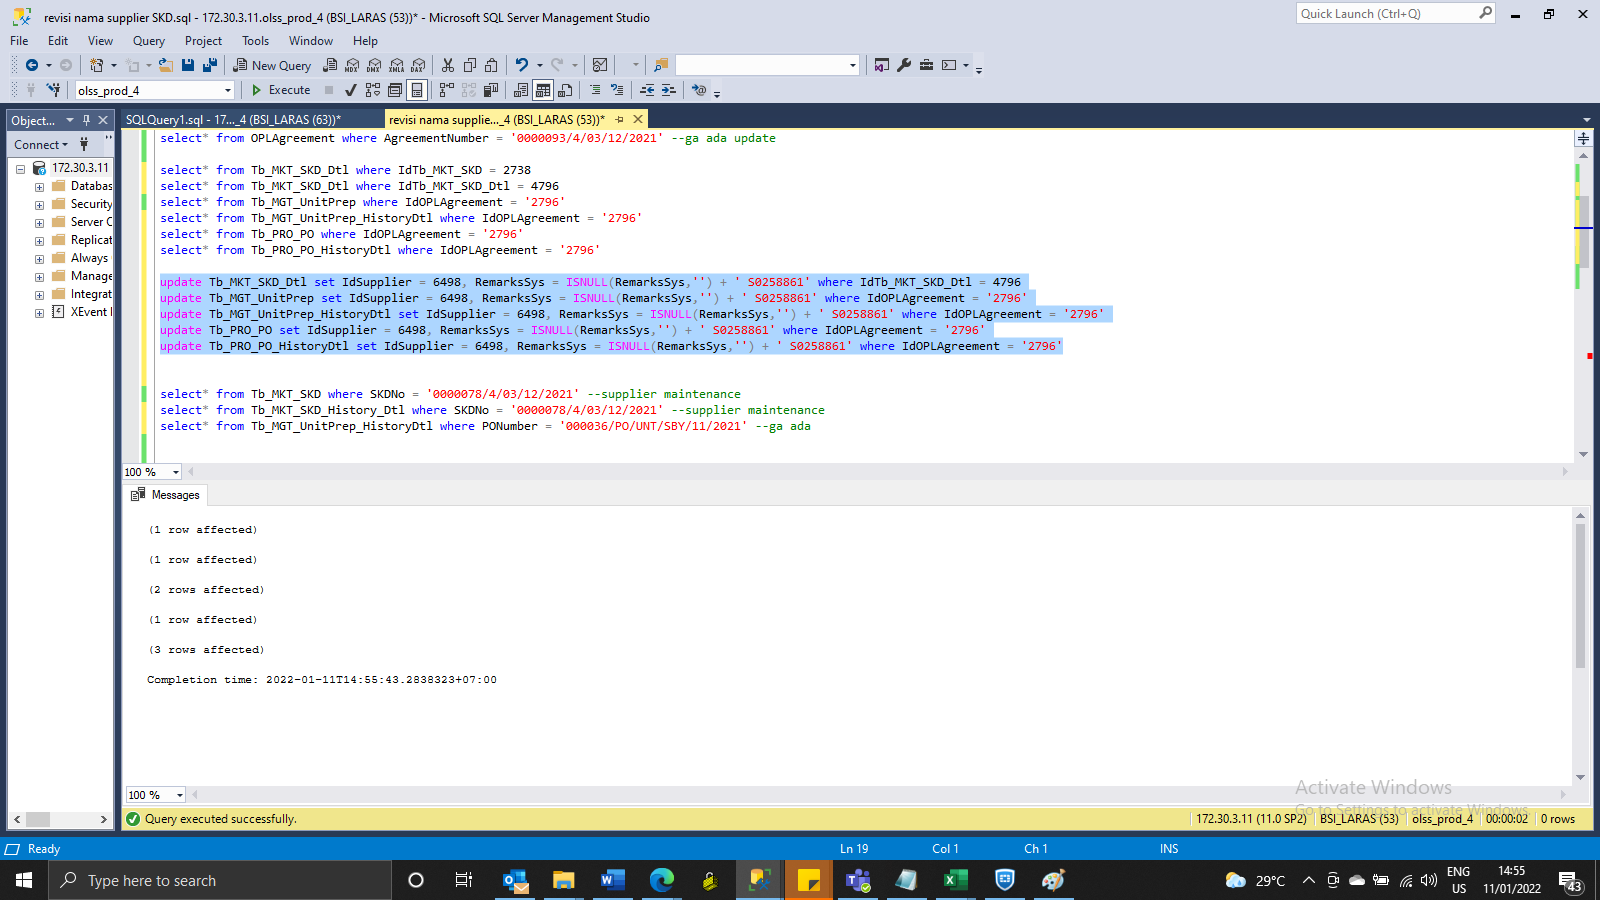 revisi nama supplier SKD.sql - 172.30.3.11.olss_prod_4 (BSI_LARAS (53))* - Microsoft SQL Server Management Studio
Quick Launch (Ctrl+Q)
File Edit View Query Project Tools Window Help
New Query
MDX DMX XMLA DAX
olss_prod_4
Execute
Object...
SQLQuery1.sql - 17..._4 (BSI_LARAS (63))*
revisi nama supplie..._4 (BSI_LARAS (53))*
Connect
172.30.3.11
Databas
Security
Server C
Replicat
Always
Manage
Integrat
XEvent
select* from OPLAgreement where AgreementNumber = '0000093/4/03/12/2021' --ga ada update
select* from Tb_MKT_SKD_Dtl where IdTb_MKT_SKD = 2738
select* from Tb_MKT_SKD_Dtl where IdTb_MKT_SKD_Dtl = 4796
select* from Tb_MGT_UnitPrep where IdOPLAgreement = '2796'
select* from Tb_MGT_UnitPrep_HistoryDtl where IdOPLAgreement = '2796'
select* from Tb_PRO_PO where IdOPLAgreement = '2796'
select* from Tb_PRO_PO_HistoryDtl where IdOPLAgreement = '2796'
update Tb_MKT_SKD_Dtl set IdSupplier = 6498, RemarksSys = ISNULL(RemarksSys,'') + ' S0258861' where IdTb_MKT_SKD_Dtl = 4796
update Tb_MGT_UnitPrep set IdSupplier = 6498, RemarksSys = ISNULL(RemarksSys,'') + ' S0258861' where IdOPLAgreement = '2796'
update Tb_MGT_UnitPrep_HistoryDtl set IdSupplier = 6498, RemarksSys = ISNULL(RemarksSys,'') + ' S0258861' where IdOPLAgreement = '2796'
update Tb_PRO_PO set IdSupplier = 6498, RemarksSys = ISNULL(RemarksSys,'') + ' S0258861' where IdOPLAgreement = '2796'
update Tb_PRO_PO_HistoryDtl set IdSupplier = 6498, RemarksSys = ISNULL(RemarksSys,'') + ' S0258861' where IdOPLAgreement = '2796'
select* from Tb_MKT_SKD where SKDNo = '0000078/4/03/12/2021' --supplier maintenance
select* from Tb_MKT_SKD_History_Dtl where SKDNo = '0000078/4/03/12/2021' --supplier maintenance
select* from Tb_MGT_UnitPrep_HistoryDtl where PONumber = '000036/PO/UNT/SBY/11/2021' --ga ada
100 %
Messages
(1 row affected)
(1 row affected)
(2 rows affected)
(1 row affected)
(3 rows affected)
Completion time: 2022-01-11T14:55:43.2838323+07:00
Activate Windows
Go to Settings to activate Windows.
100 %
Query executed successfully.
172.30.3.11 (11.0 SP2) BSI_LARAS (53) olss_prod_4 00:00:02 0 rows
Ready
Ln 19 Col 1 Ch 1 INS
Type here to search
29°C
ENG
US
14:55
11/01/2022
43